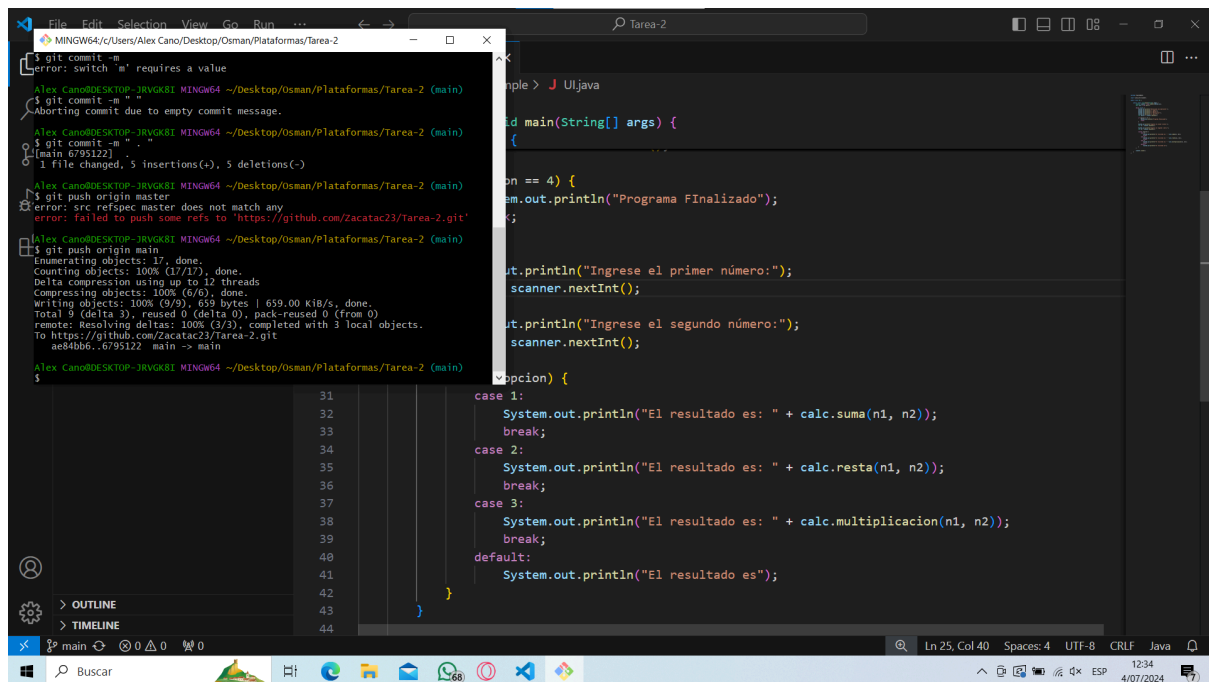 File Edit Selection View Go Run ... Tarea-2
MINGW64:/c/Users/Alex Cano/Desktop/Osman/Plataformas/Tarea-2
$ git commit -m
error: switch `m' requires a value
Alex Cano@DESKTOP-JRVGK8I MINGW64 ~/Desktop/Osman/Plataformas/Tarea-2 (main)
$ git commit -m " "
Aborting commit due to empty commit message.
Alex Cano@DESKTOP-JRVGK8I MINGW64 ~/Desktop/Osman/Plataformas/Tarea-2 (main)
$ git commit -m " . "
[main 6795122] .
1 file changed, 5 insertions(+), 5 deletions(-)
Alex Cano@DESKTOP-JRVGK8I MINGW64 ~/Desktop/Osman/Plataformas/Tarea-2 (main)
$ git push origin master
error: src refspec master does not match any
error: failed to push some refs to 'https://github.com/Zacatac23/Tarea-2.git'
Alex Cano@DESKTOP-JRVGK8I MINGW64 ~/Desktop/Osman/Plataformas/Tarea-2 (main)
$ git push origin main
Enumerating objects: 17, done.
Counting objects: 100% (17/17), done.
Delta compression using up to 12 threads
Compressing objects: 100% (6/6), done.
Writing objects: 100% (9/9), 659 bytes | 659.00 KiB/s, done.
Total 9 (delta 3), reused 0 (delta 0), pack-reused 0 (from 0)
remote: Resolving deltas: 100% (3/3), completed with 3 local objects.
To https://github.com/Zacatac23/Tarea-2.git
ae84bb6..6795122 main -> main
Alex Cano@DESKTOP-JRVGK8I MINGW64 ~/Desktop/Osman/Plataformas/Tarea-2 (main)
$
mple > J UI.java
id main(String[] args) {
{
on == 4) {
em.out.println("Programa FInalizado");
k;
ut.println("Ingrese el primer número:");
scanner.nextInt();
ut.println("Ingrese el segundo número:");
scanner.nextInt();
opcion) {
31 case 1:
32 System.out.println("El resultado es: " + calc.suma(n1, n2));
33 break;
34 case 2:
35 System.out.println("El resultado es: " + calc.resta(n1, n2));
36 break;
37 case 3:
38 System.out.println("El resultado es: " + calc.multiplicacion(n1, n2));
39 break;
40 default:
41 System.out.println("El resultado es");
42 }
43 }
44
> OUTLINE
> TIMELINE
main 0 0 0 Ln 25, Col 40 Spaces: 4 UTF-8 CRLF Java
Buscar 68 ESP 12:34
4/07/2024 7